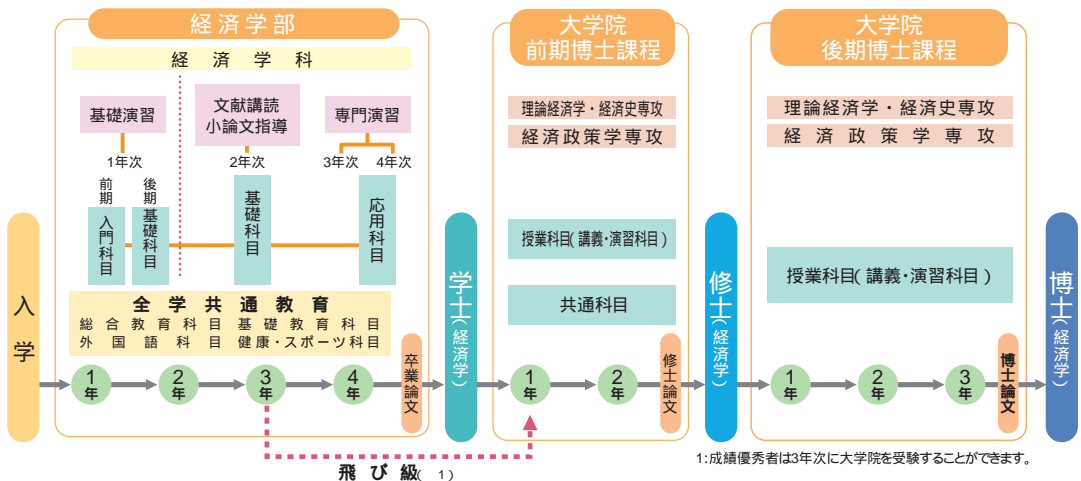 経済学部
経済学科
基礎演習
文献講読
小論文指導
専門演習
1年次
2年次
3年次
4年次
前期
後期
入門科目
基礎科目
基礎科目
応用科目
全学共通教育
総合教育科目 基礎教育科目
外国語科目 健康・スポーツ科目
入学
1年
2年
3年
4年
卒業論文
学士(経済学)
大学院
前期博士課程
理論経済学・経済史専攻
経済政策学専攻
授業科目(講義・演習科目)
共通科目
1年
2年
修士論文
修士(経済学)
大学院
後期博士課程
理論経済学・経済史専攻
経済政策学専攻
授業科目(講義・演習科目)
1年
2年
3年
博士論文
博士(経済学)
飛び級( 1)
1:成績優秀者は3年次に大学院を受験することができます。